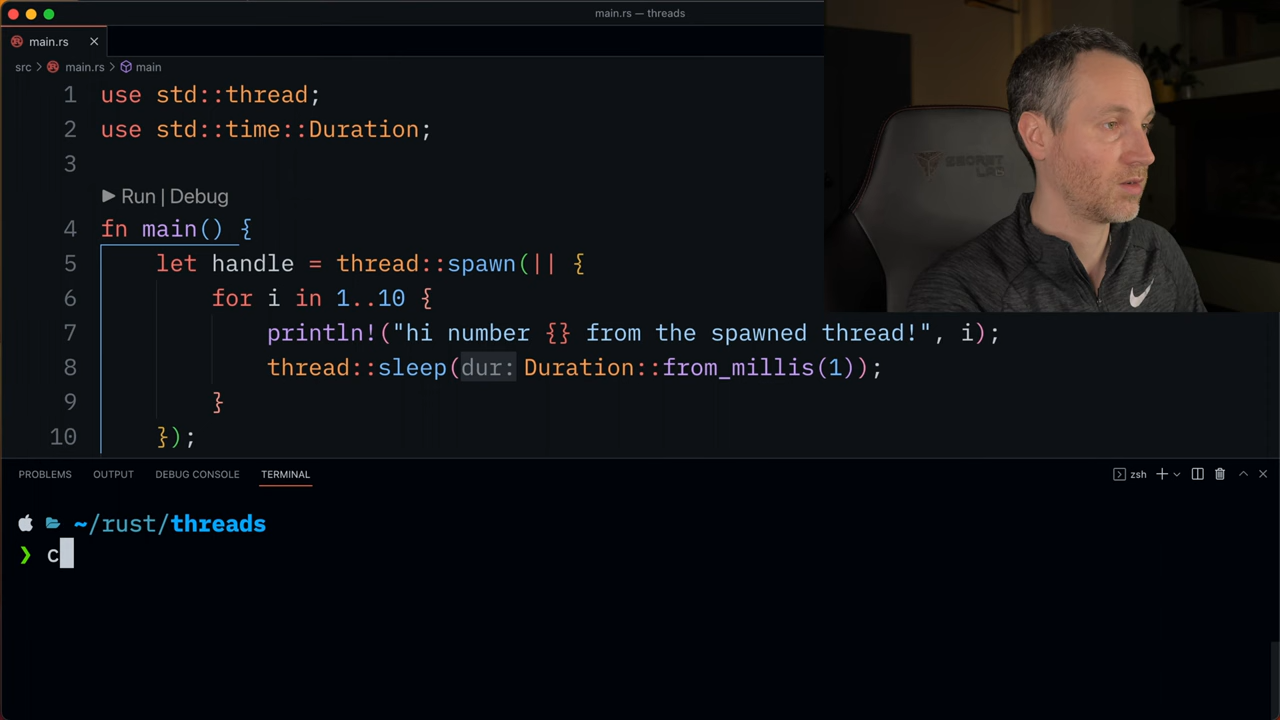 main.rs — threads
main.rs
src > main.rs > main
1 use std::thread;
2 use std::time::Duration;
3
Run | Debug
4 fn main() {
5 let handle = thread::spawn(|| {
6 for i in 1..10 {
7 println!("hi number {} from the spawned thread!", i);
8 thread::sleep(dur: Duration::from_millis(1));
9 }
10 });
PROBLEMS OUTPUT DEBUG CONSOLE TERMINAL zsh
~/rust/threads
❯ c
SECRET LAB